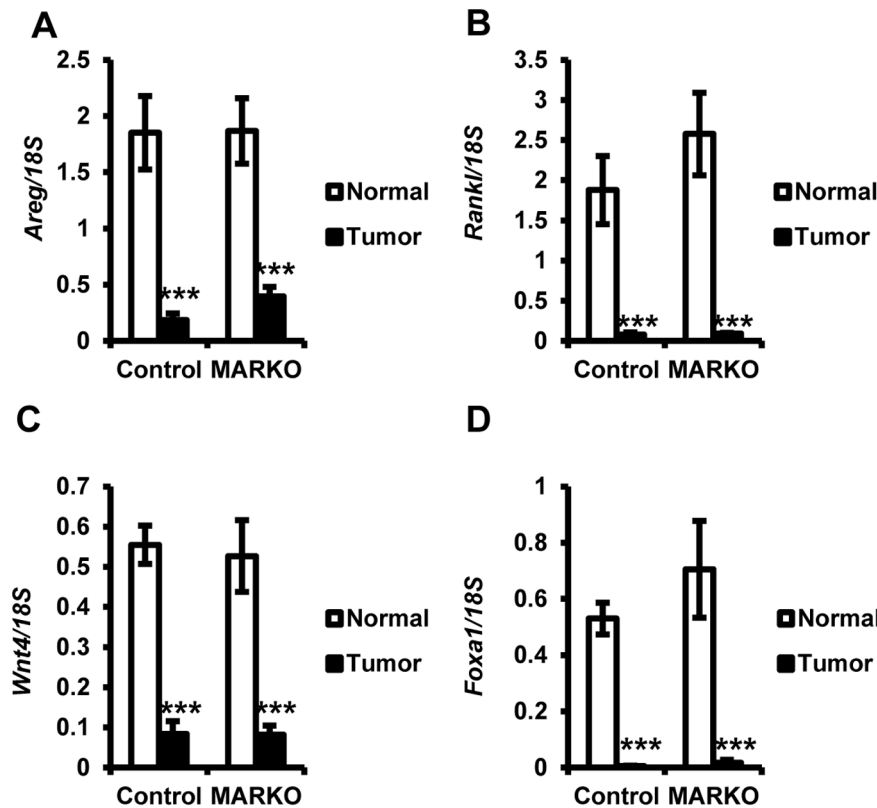 A
Areg/18S
2.5
2
1.5
1
0.5
0
***
***
Control MARKO
Normal
Tumor
B
Rankl/18S
3.5
3
2.5
2
1.5
1
0.5
0
***
***
Control MARKO
Normal
Tumor
C
Wnt4/18S
0.7
0.6
0.5
0.4
0.3
0.2
0.1
0
***
***
Control MARKO
Normal
Tumor
D
Foxa1/18S
1
0.8
0.6
0.4
0.2
0
***
***
Control MARKO
Normal
Tumor